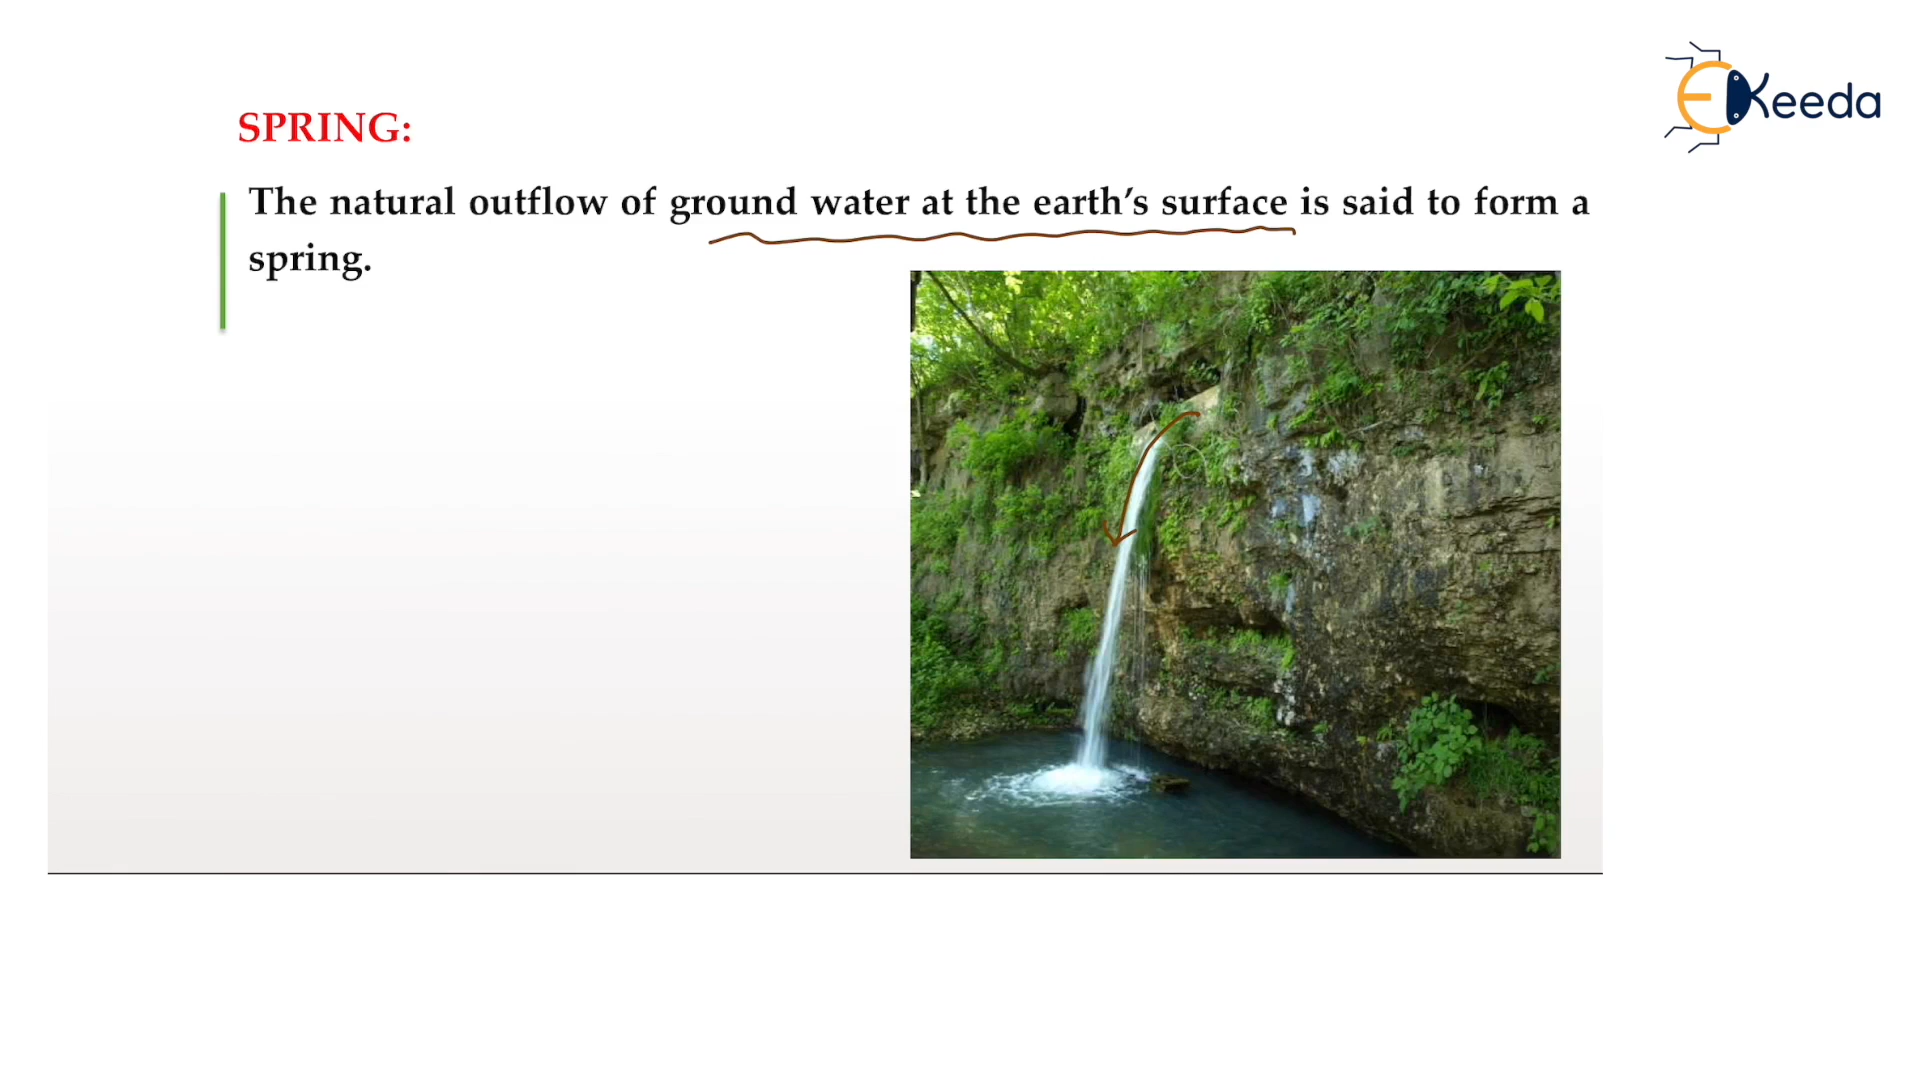 EKeeda
SPRING:
The natural outflow of ground water at the earth's surface is said to form a
spring.